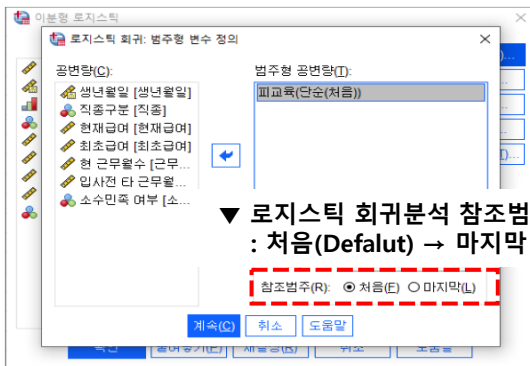 이분형 로지스틱
로지스틱 회귀: 범주형 변수 정의
공변량(C):
범주형 공변량(T):
생년월일 [생년월일]
직종구분 [직종]
현재급여 [현재급여]
최초급여 [최초급여]
현 근무월수 [근무...
입사전 타 근무월...
소수민족 여부 [소...
피교육(단순(처음))
▼ 로지스틱 회귀분석 참조범
: 처음(Defalut) → 마지막
참조범주(R): 처음(F) 마지막(L)
계속(C) 취소 도움말